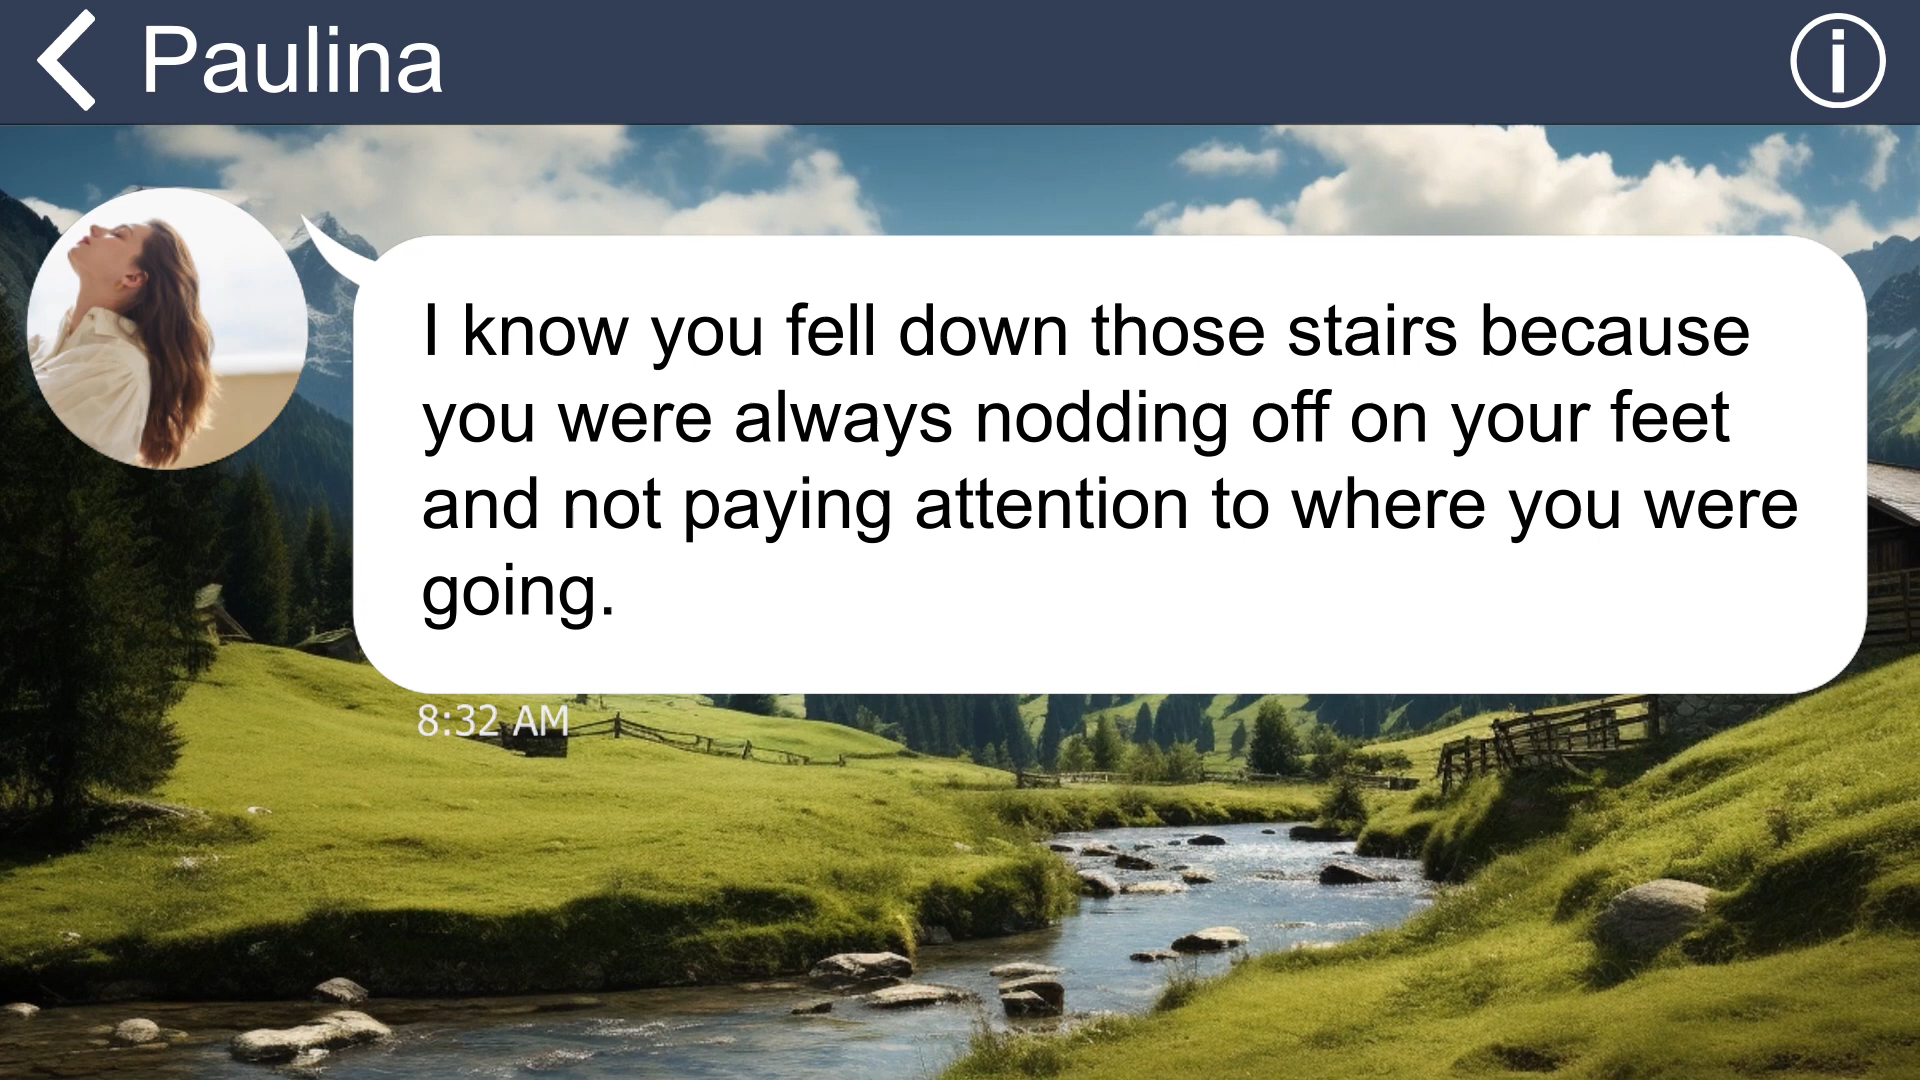 Paulina
I know you fell down those stairs because
you were always nodding off on your feet
and not paying attention to where you were
going.
8:32 AM